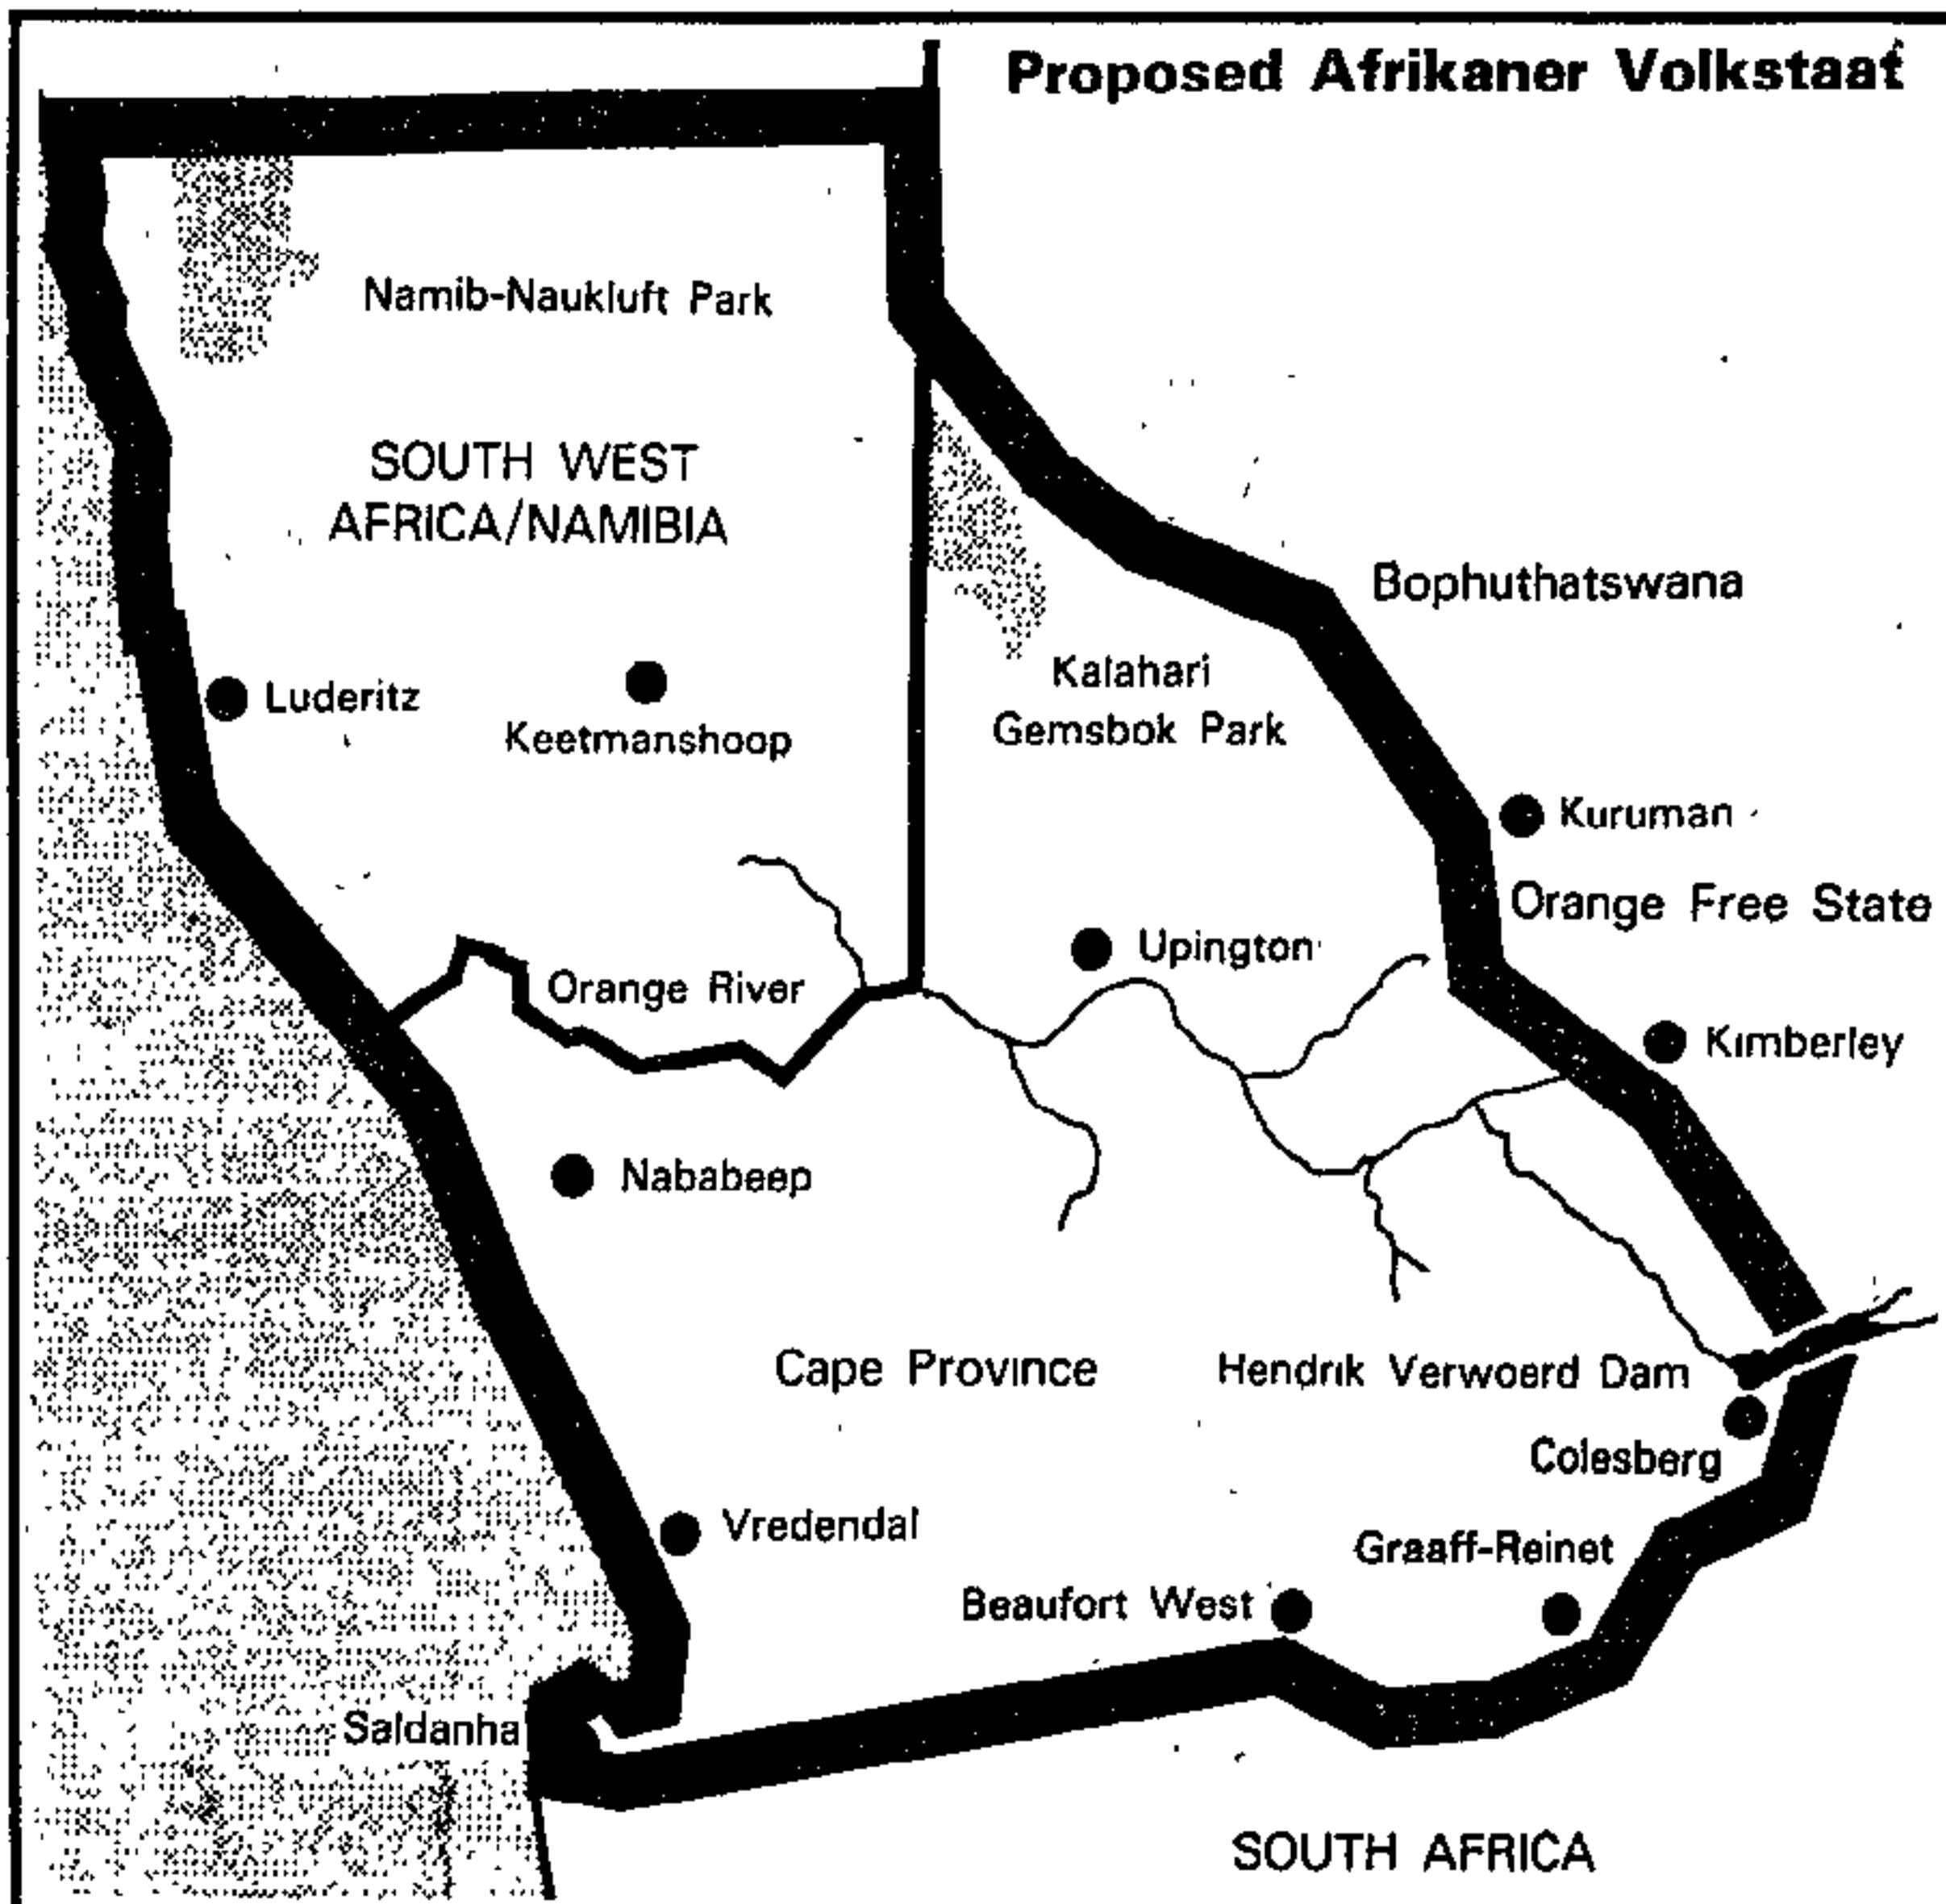 Proposed Afrikaner Volkstaat
Namib-Naukluft Park
SOUTH WEST
AFRICA/NAMIBIA
Bophuthatswana
Kalahari
Gemsbok Park
Luderitz
Keetmanshoop
Kuruman
Orange Free State
Upington
Orange River
Kimberley
Nababeep
Cape Province
Hendrik Verwoerd Dam
Colesberg
Vredendal
Graaff-Reinet
Beaufort West
Saldanha
SOUTH AFRICA